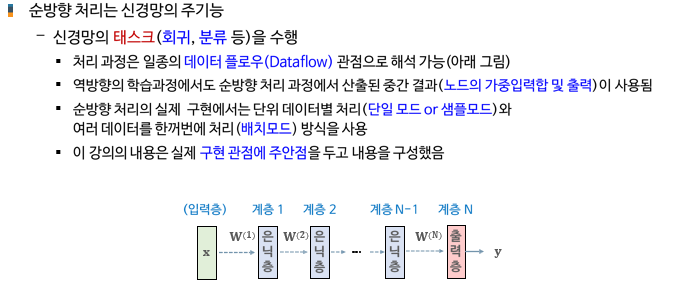 순방향 처리는 신경망의 주기능
– 신경망의 태스크(회귀, 분류 등)을 수행
▪ 처리 과정은 일종의 데이터 플로우(Dataflow) 관점으로 해석 가능(아래 그림)
▪ 역방향의 학습과정에서도 순방향 처리 과정에서 산출된 중간 결과(노드의 가중입력합 및 출력)이 사용됨
▪ 순방향 처리의 실제 구현에서는 단위 데이터별 처리(단일 모드 or 샘플모드)와
여러 데이터를 한꺼번에 처리(배치모드) 방식을 사용
▪ 이 강의의 내용은 실제 구현 관점에 주안점을 두고 내용을 구성했음
(입력층) 계층 1 계층 2 계층 N-1 계층 N
x W(1) 은닉층 W(2) 은닉층 ... 은닉층 W(N) 출력층 y